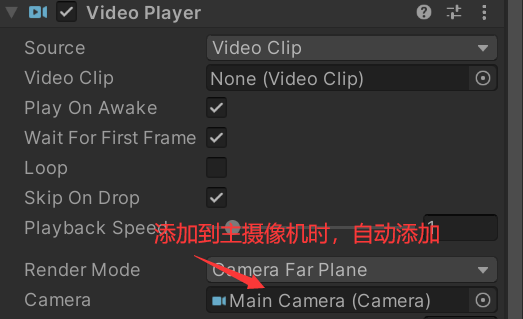 Video Player
Source Video Clip
Video Clip None (Video Clip)
Play On Awake
Wait For First Frame
Loop
Skip On Drop
Playback Speed 1
添加到主摄像机时，自动添加
Render Mode Camera Far Plane
Camera Main Camera (Camera)